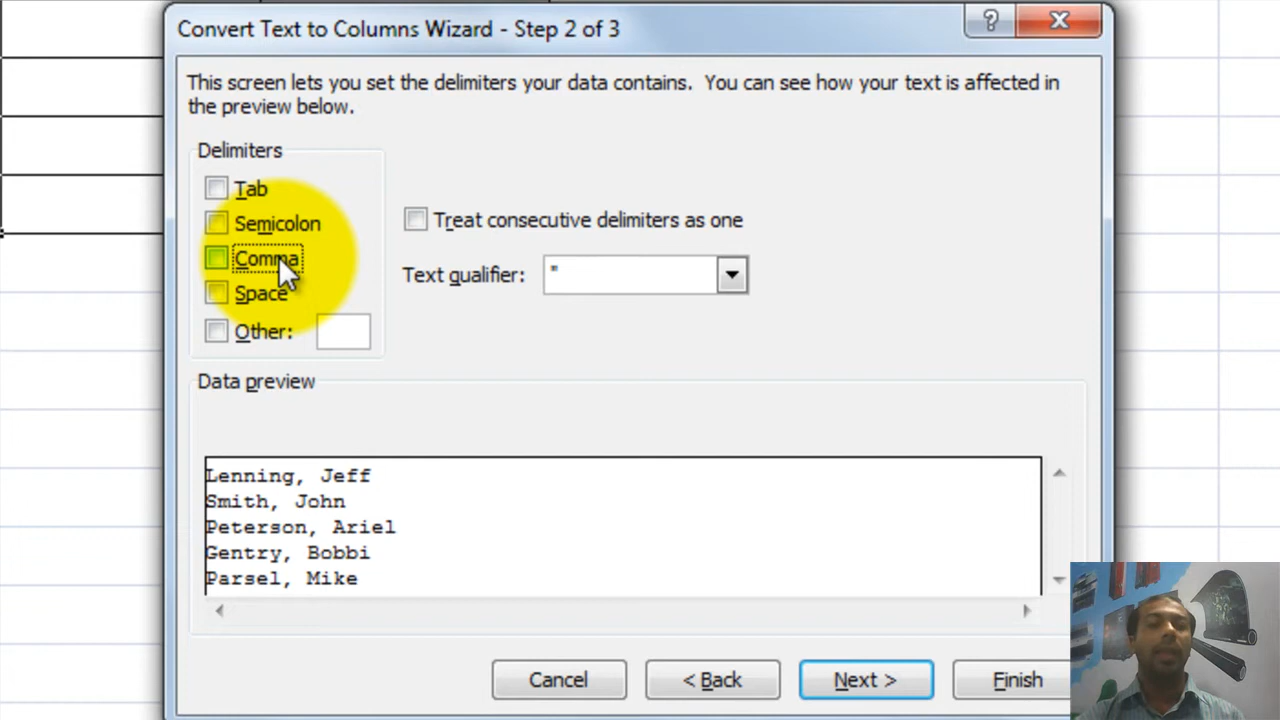 Convert Text to Columns Wizard - Step 2 of 3
?
This screen lets you set the delimiters your data contains.  You can see how your text is affected in
the preview below.
Delimiters
Tab
Semicolon
Comma
Space
Other:
Treat consecutive delimiters as one
Text qualifier: "
Data preview
Lenning, Jeff
Smith, John
Peterson, Ariel
Gentry, Bobbi
Parsel, Mike
Cancel
< Back
Next >
Finish